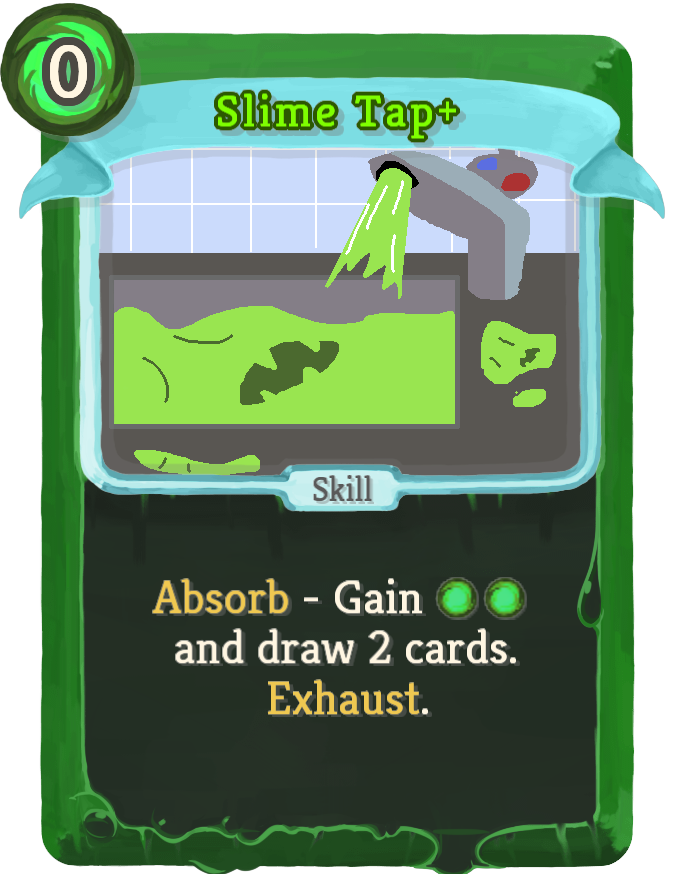 0
Slime Tap+
Skill
Absorb - Gain
and draw 2 cards.
Exhaust.